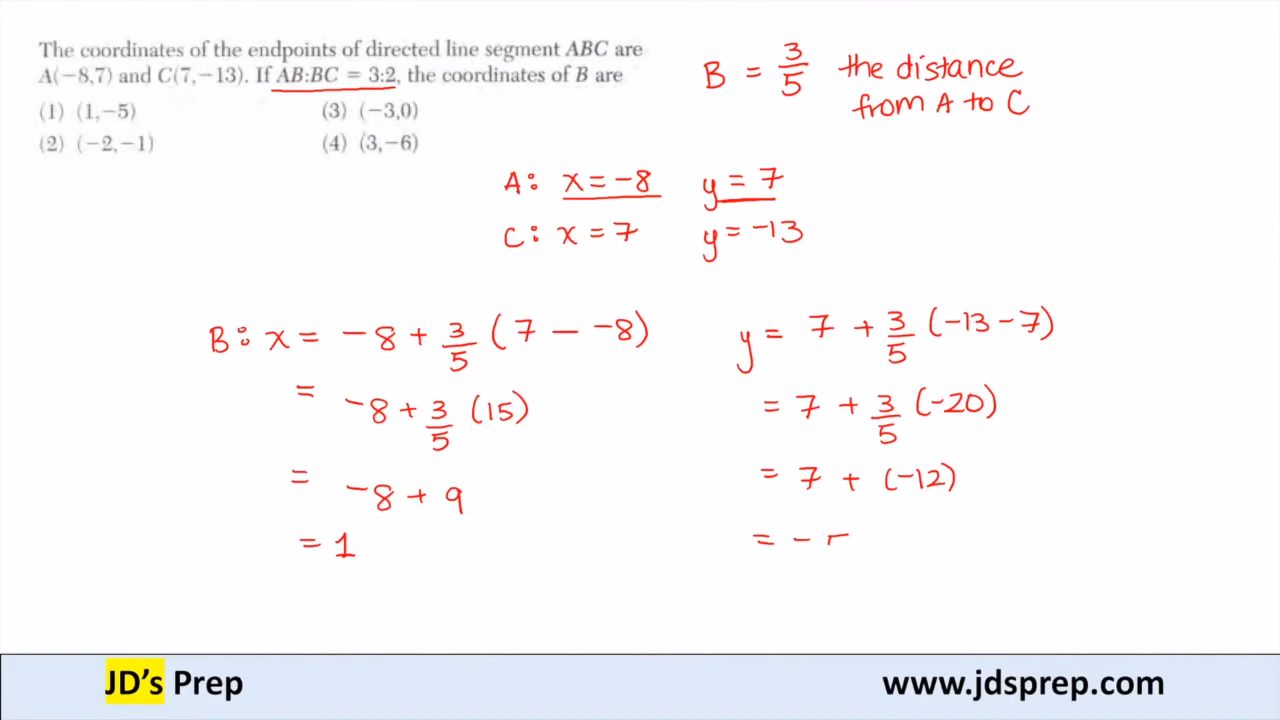 The coordinates of the endpoints of directed line segment ABC are
A(−8,7) and C(7,−13). If AB:BC = 3:2, the coordinates of B are
(1) (1,−5) (3) (−3,0)
(2) (−2,−1) (4) (3,−6)
B = 3/5 the distance
from A to C
A: x = -8 y = 7
C: x = 7 y = -13
B: x = -8 + 3/5 (7 - -8) y = 7 + 3/5 (-13 - 7)
= -8 + 3/5 (15) = 7 + 3/5 (-20)
= -8 + 9 = 7 + (-12)
= 1 = -
JD's Prep www.jdsprep.com